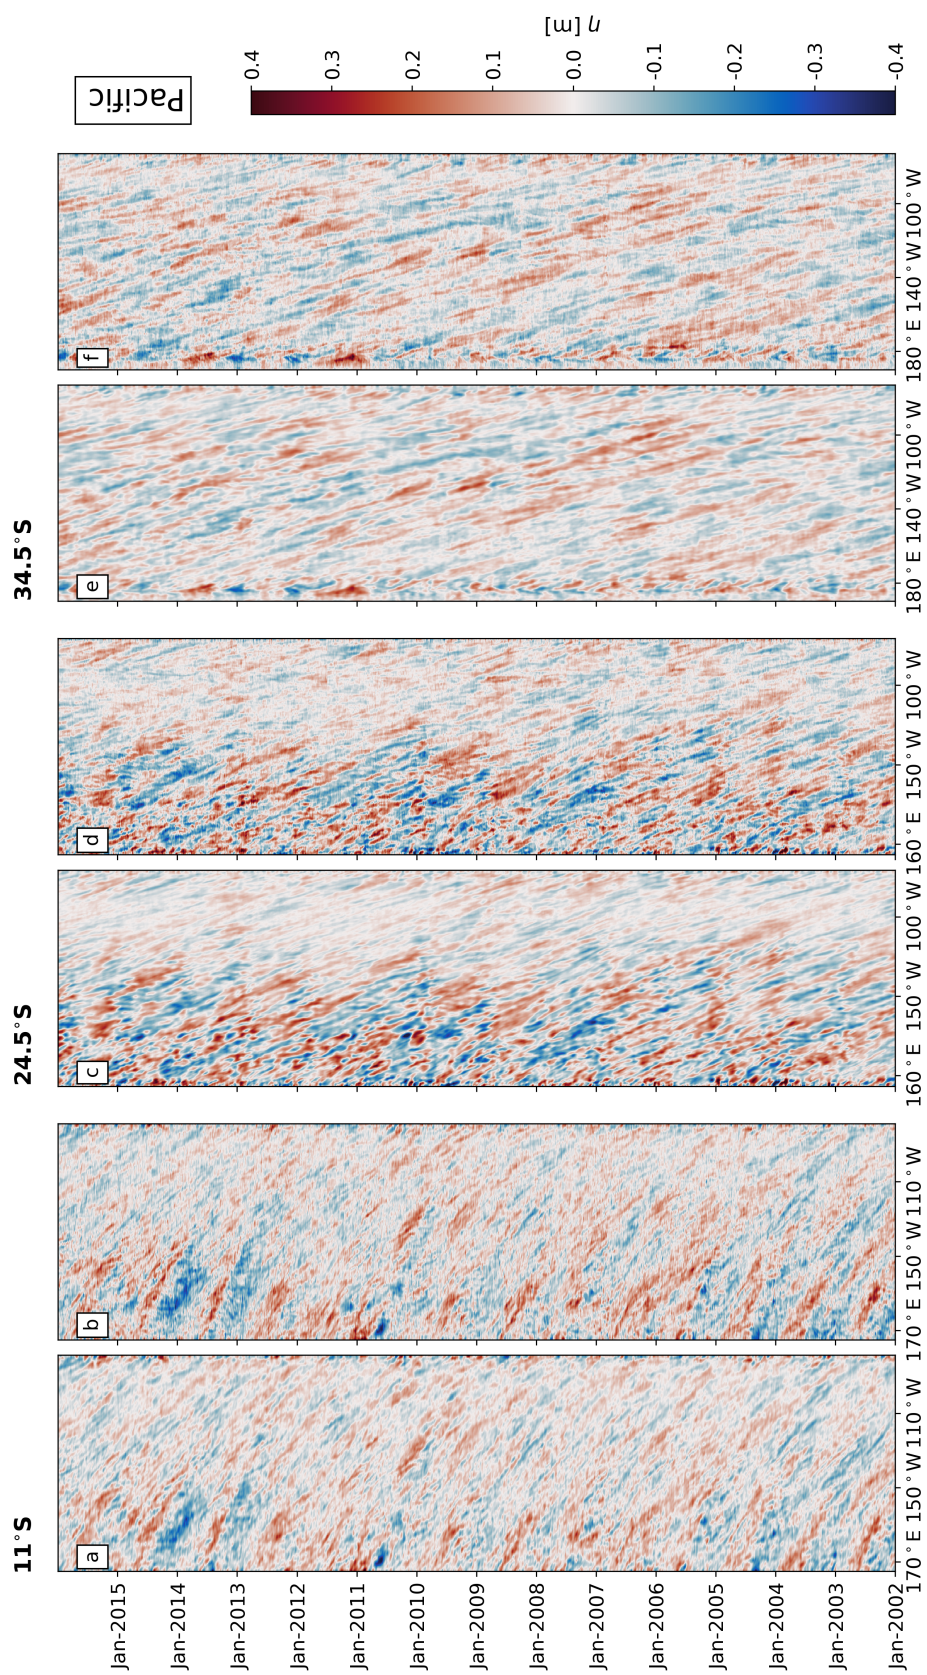 11°S
24.5°S
34.5°S
a
b
c
d
e
f
Pacific
Jan-2015
Jan-2014
Jan-2013
Jan-2012
Jan-2011
Jan-2010
Jan-2009
Jan-2008
Jan-2007
Jan-2006
Jan-2005
Jan-2004
Jan-2003
Jan-2002
170°E 150°W 110°W
170°E 150°W 110°W
160°E 150°W 100°W
160°E 150°W 100°W
180°E 140°W 100°W
180°E 140°W 100°W
0.4
0.3
0.2
0.1
0.0
-0.1
-0.2
-0.3
-0.4
η [m]